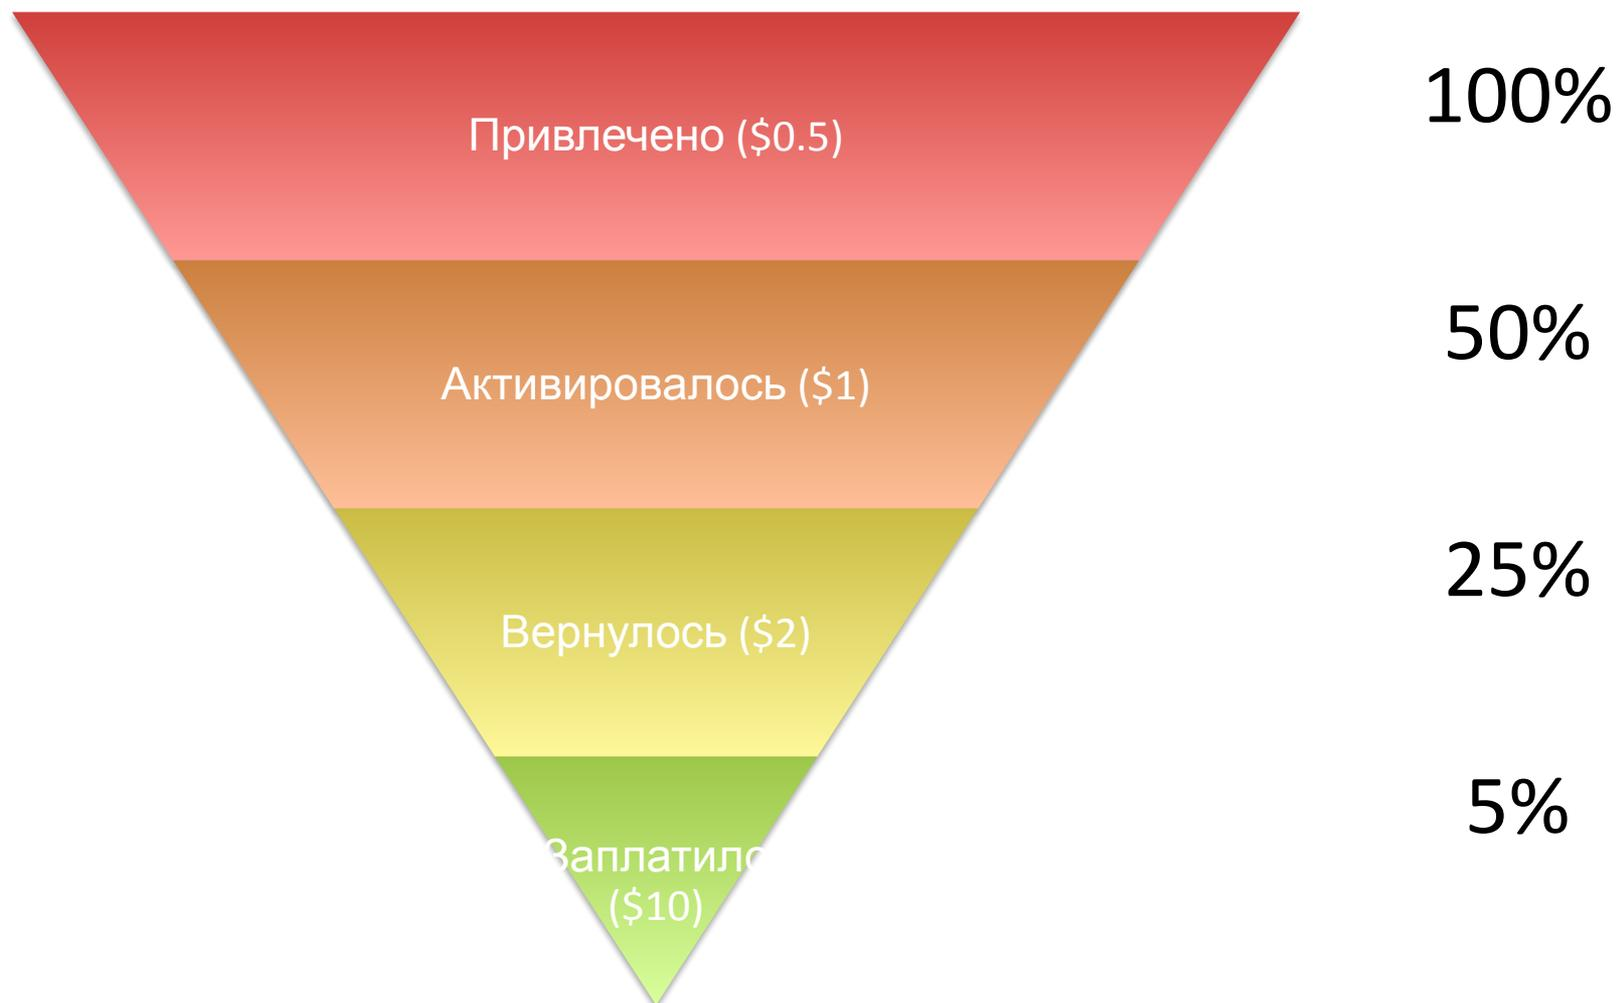 Привлечено ($0.5)
100%
Активировалось ($1)
50%
Вернулось ($2)
25%
Заплатило
($10)
5%